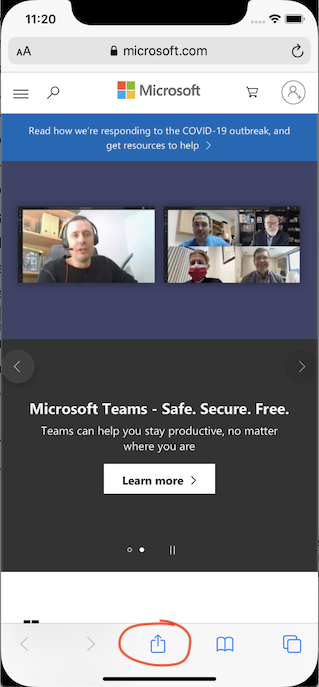 11:20
AA
microsoft.com
Microsoft
Read how we're responding to the COVID-19 outbreak, and
get resources to help
Microsoft Teams - Safe. Secure. Free.
Teams can help you stay productive, no matter
where you are
Learn more